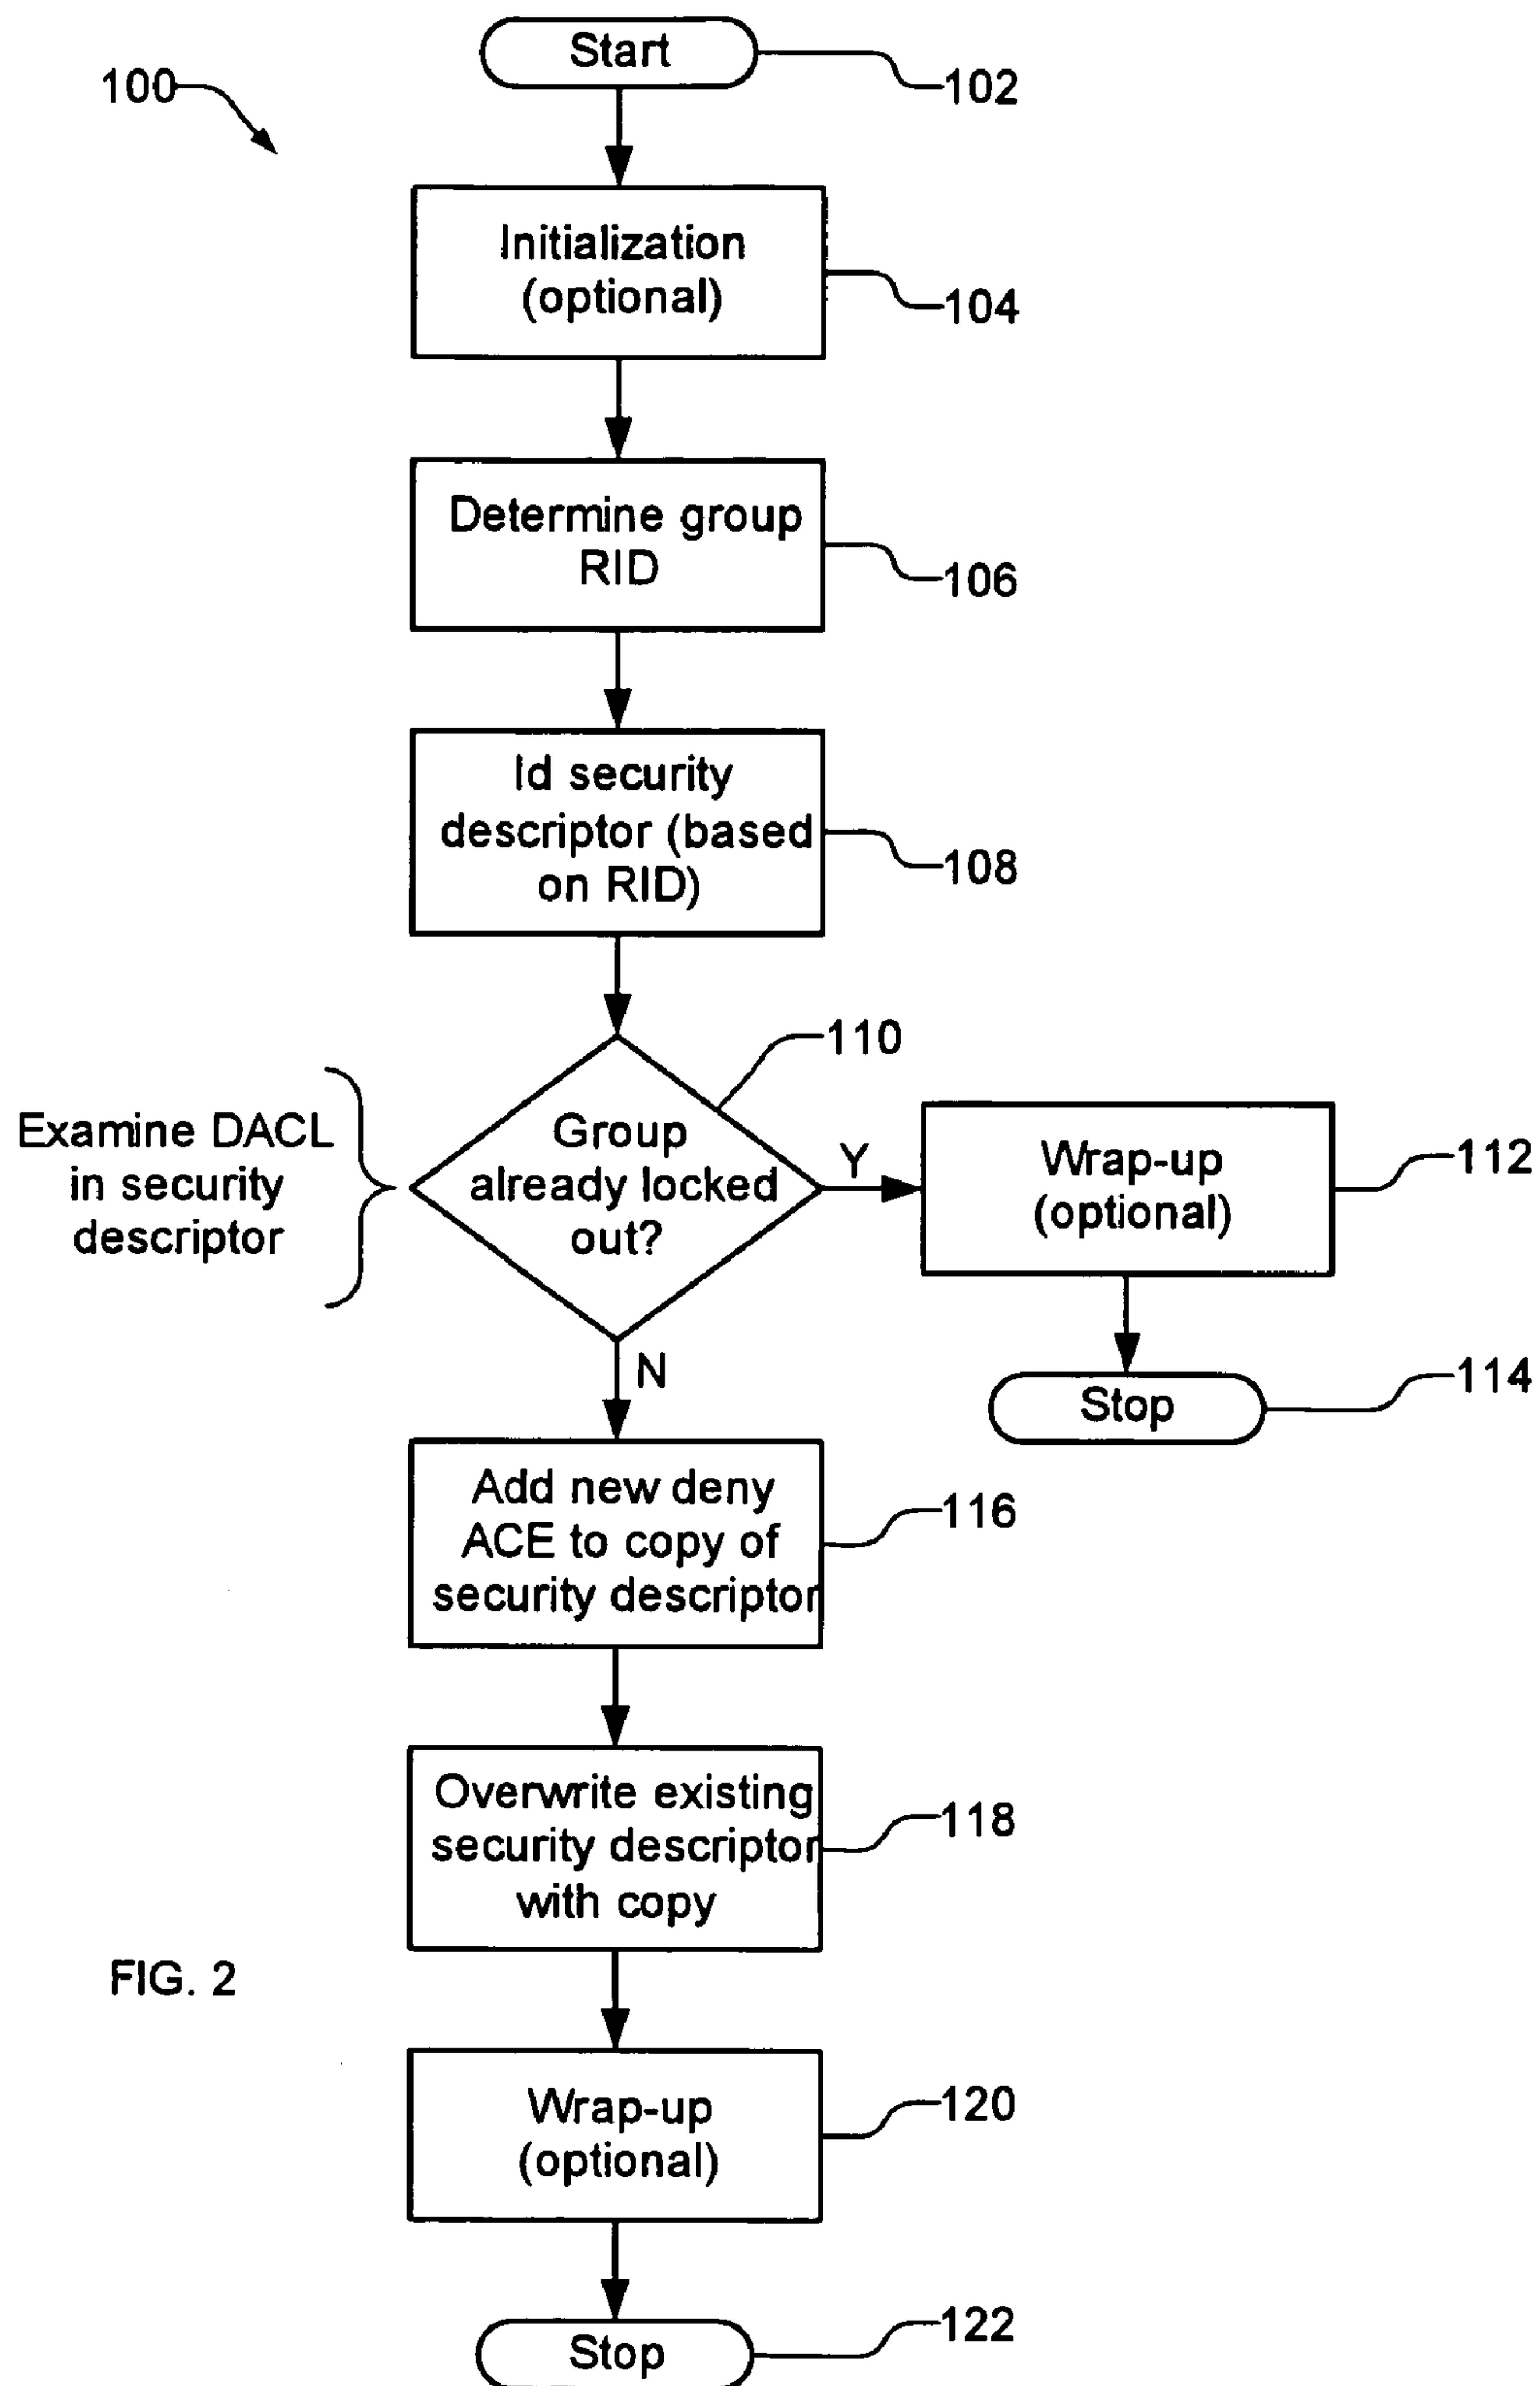 Start
102
100
Initialization
(optional)
104
Determine group
RID
106
Id security
descriptor (based
on RID)
108
110
Examine DACL
in security
descriptor
Group
already locked
out?
Y
Wrap-up
(optional)
112
N
Stop
114
Add new deny
ACE to copy of
security descriptor
116
Overwrite existing
security descriptor
with copy
118
FIG. 2
Wrap-up
(optional)
120
Stop
122